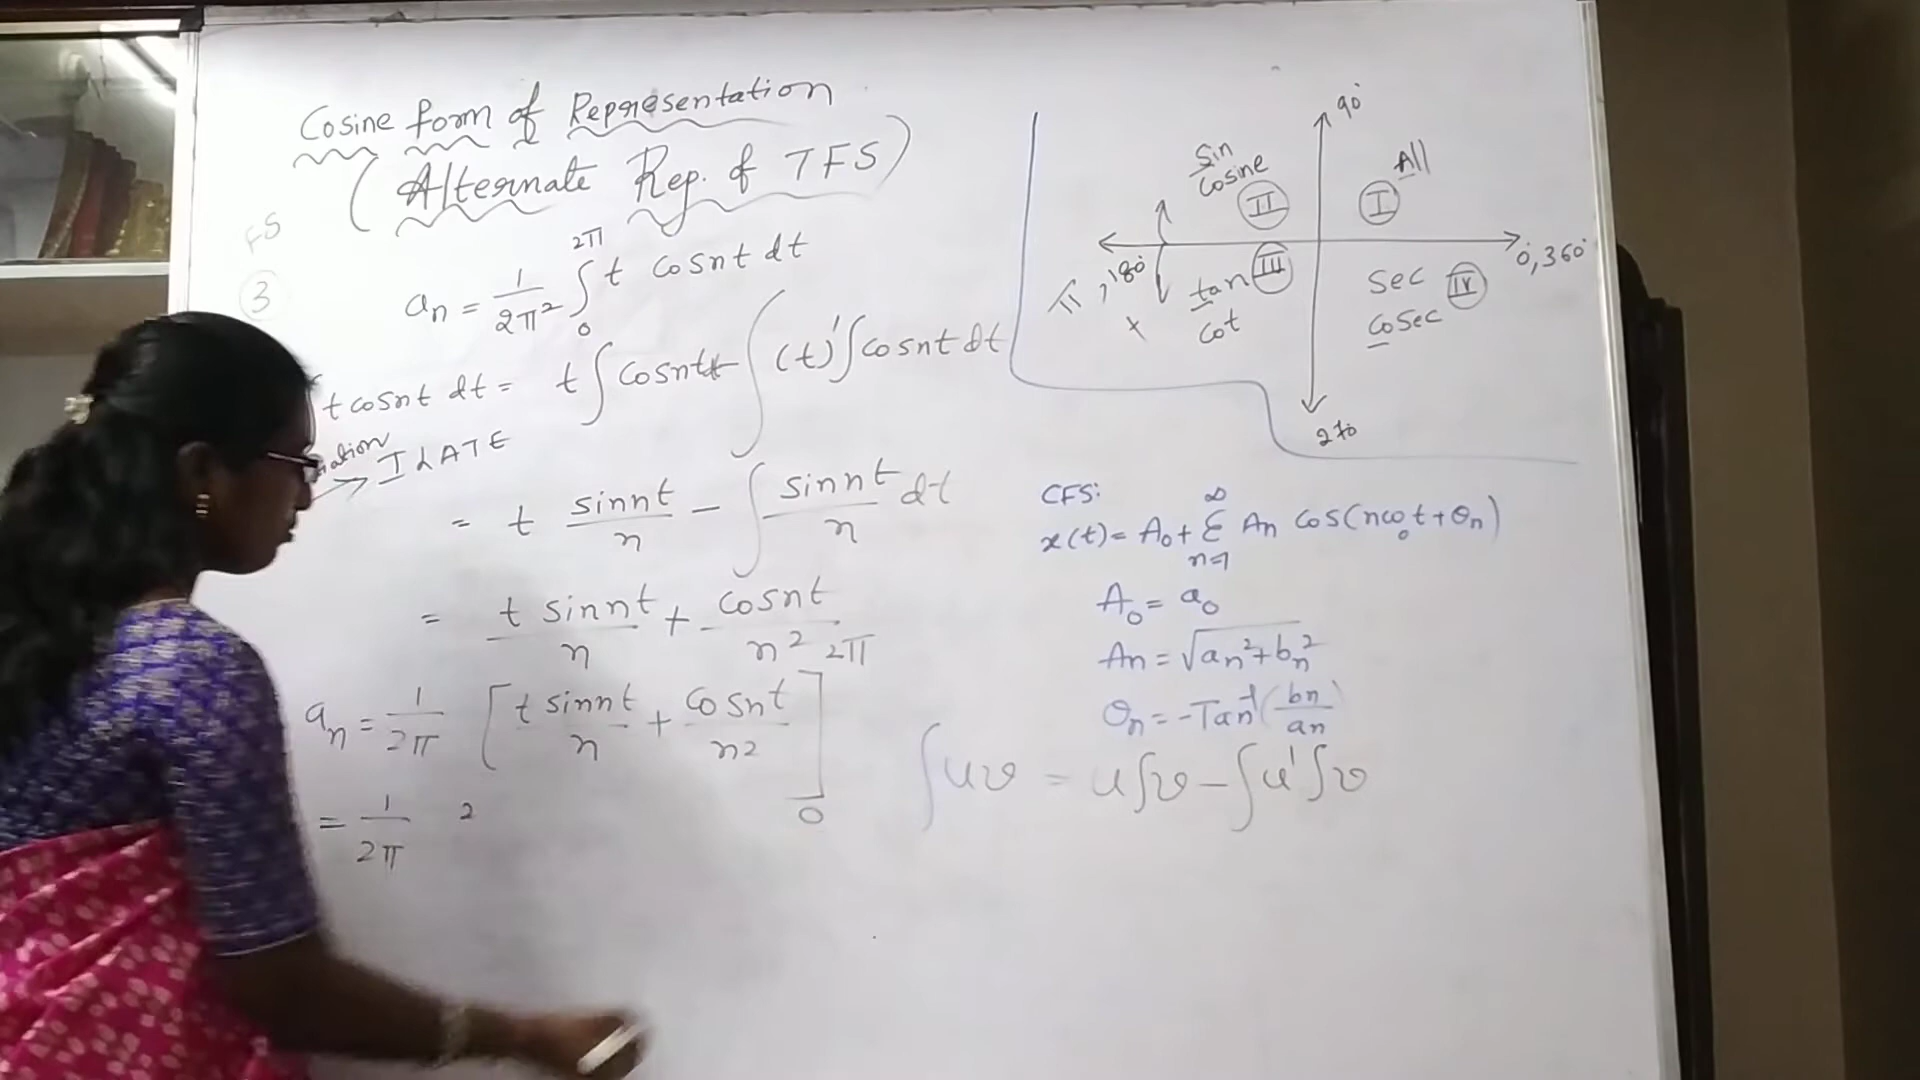 Cosine form of Representation
(Alternate Rep. of TFS)
FS
3
aₙ = 1/2π² ∫₀^2π t cosnt dt
t cosnt dt = t ∫ cosnt - ∫ (t)' ∫ cosnt dt
→ ILATE
= t sinnt/n - ∫ sinnt/n dt
= t sinnt/n + cosnt/n²
aₙ = 1/2π [t sinnt/n + cosnt/n²]₀^2π
= 1/2π 2
90°
sin
cosine
II
All
I
0°, 360°
π, 180°
tan
cot
III
sec
cosec
IV
270
CFS:
x(t) = A₀ + Σ_{n=1}^∞ Aₙ cos(nω₀t + θₙ)
A₀ = a₀
Aₙ = √aₙ² + bₙ²
θₙ = -Tan⁻¹(bn/an)
∫uv = u∫v - ∫u'∫v